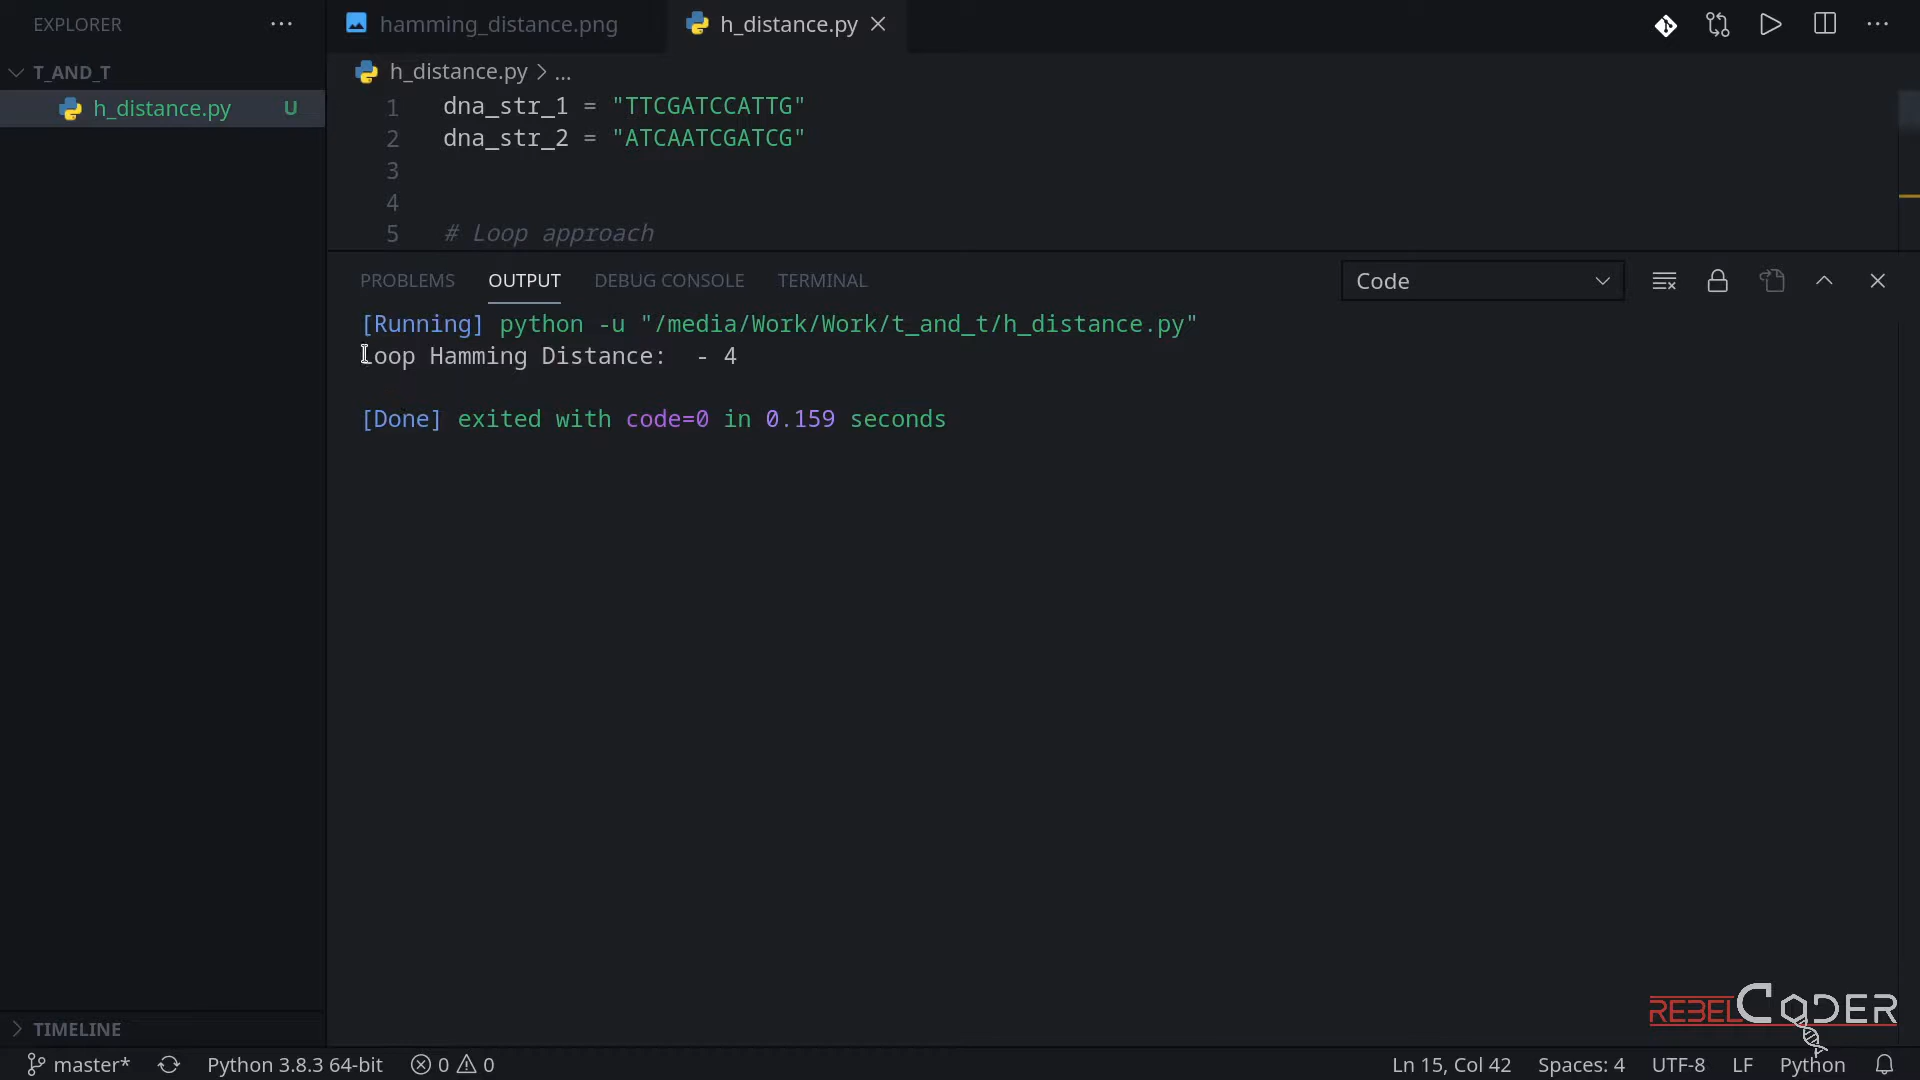 EXPLORER
hamming_distance.png
h_distance.py
T_AND_T
h_distance.py U
h_distance.py > ...
1 dna_str_1 = "TTCGATCCATTG"
2 dna_str_2 = "ATCAATCGATCG"
3
4
5 # Loop approach
PROBLEMS OUTPUT DEBUG CONSOLE TERMINAL
Code
[Running] python -u "/media/Work/Work/t_and_t/h_distance.py"
Loop Hamming Distance:  - 4
[Done] exited with code=0 in 0.159 seconds
REBELCODER
TIMELINE
master* Python 3.8.3 64-bit 0 0 Ln 15, Col 42 Spaces: 4 UTF-8 LF Python